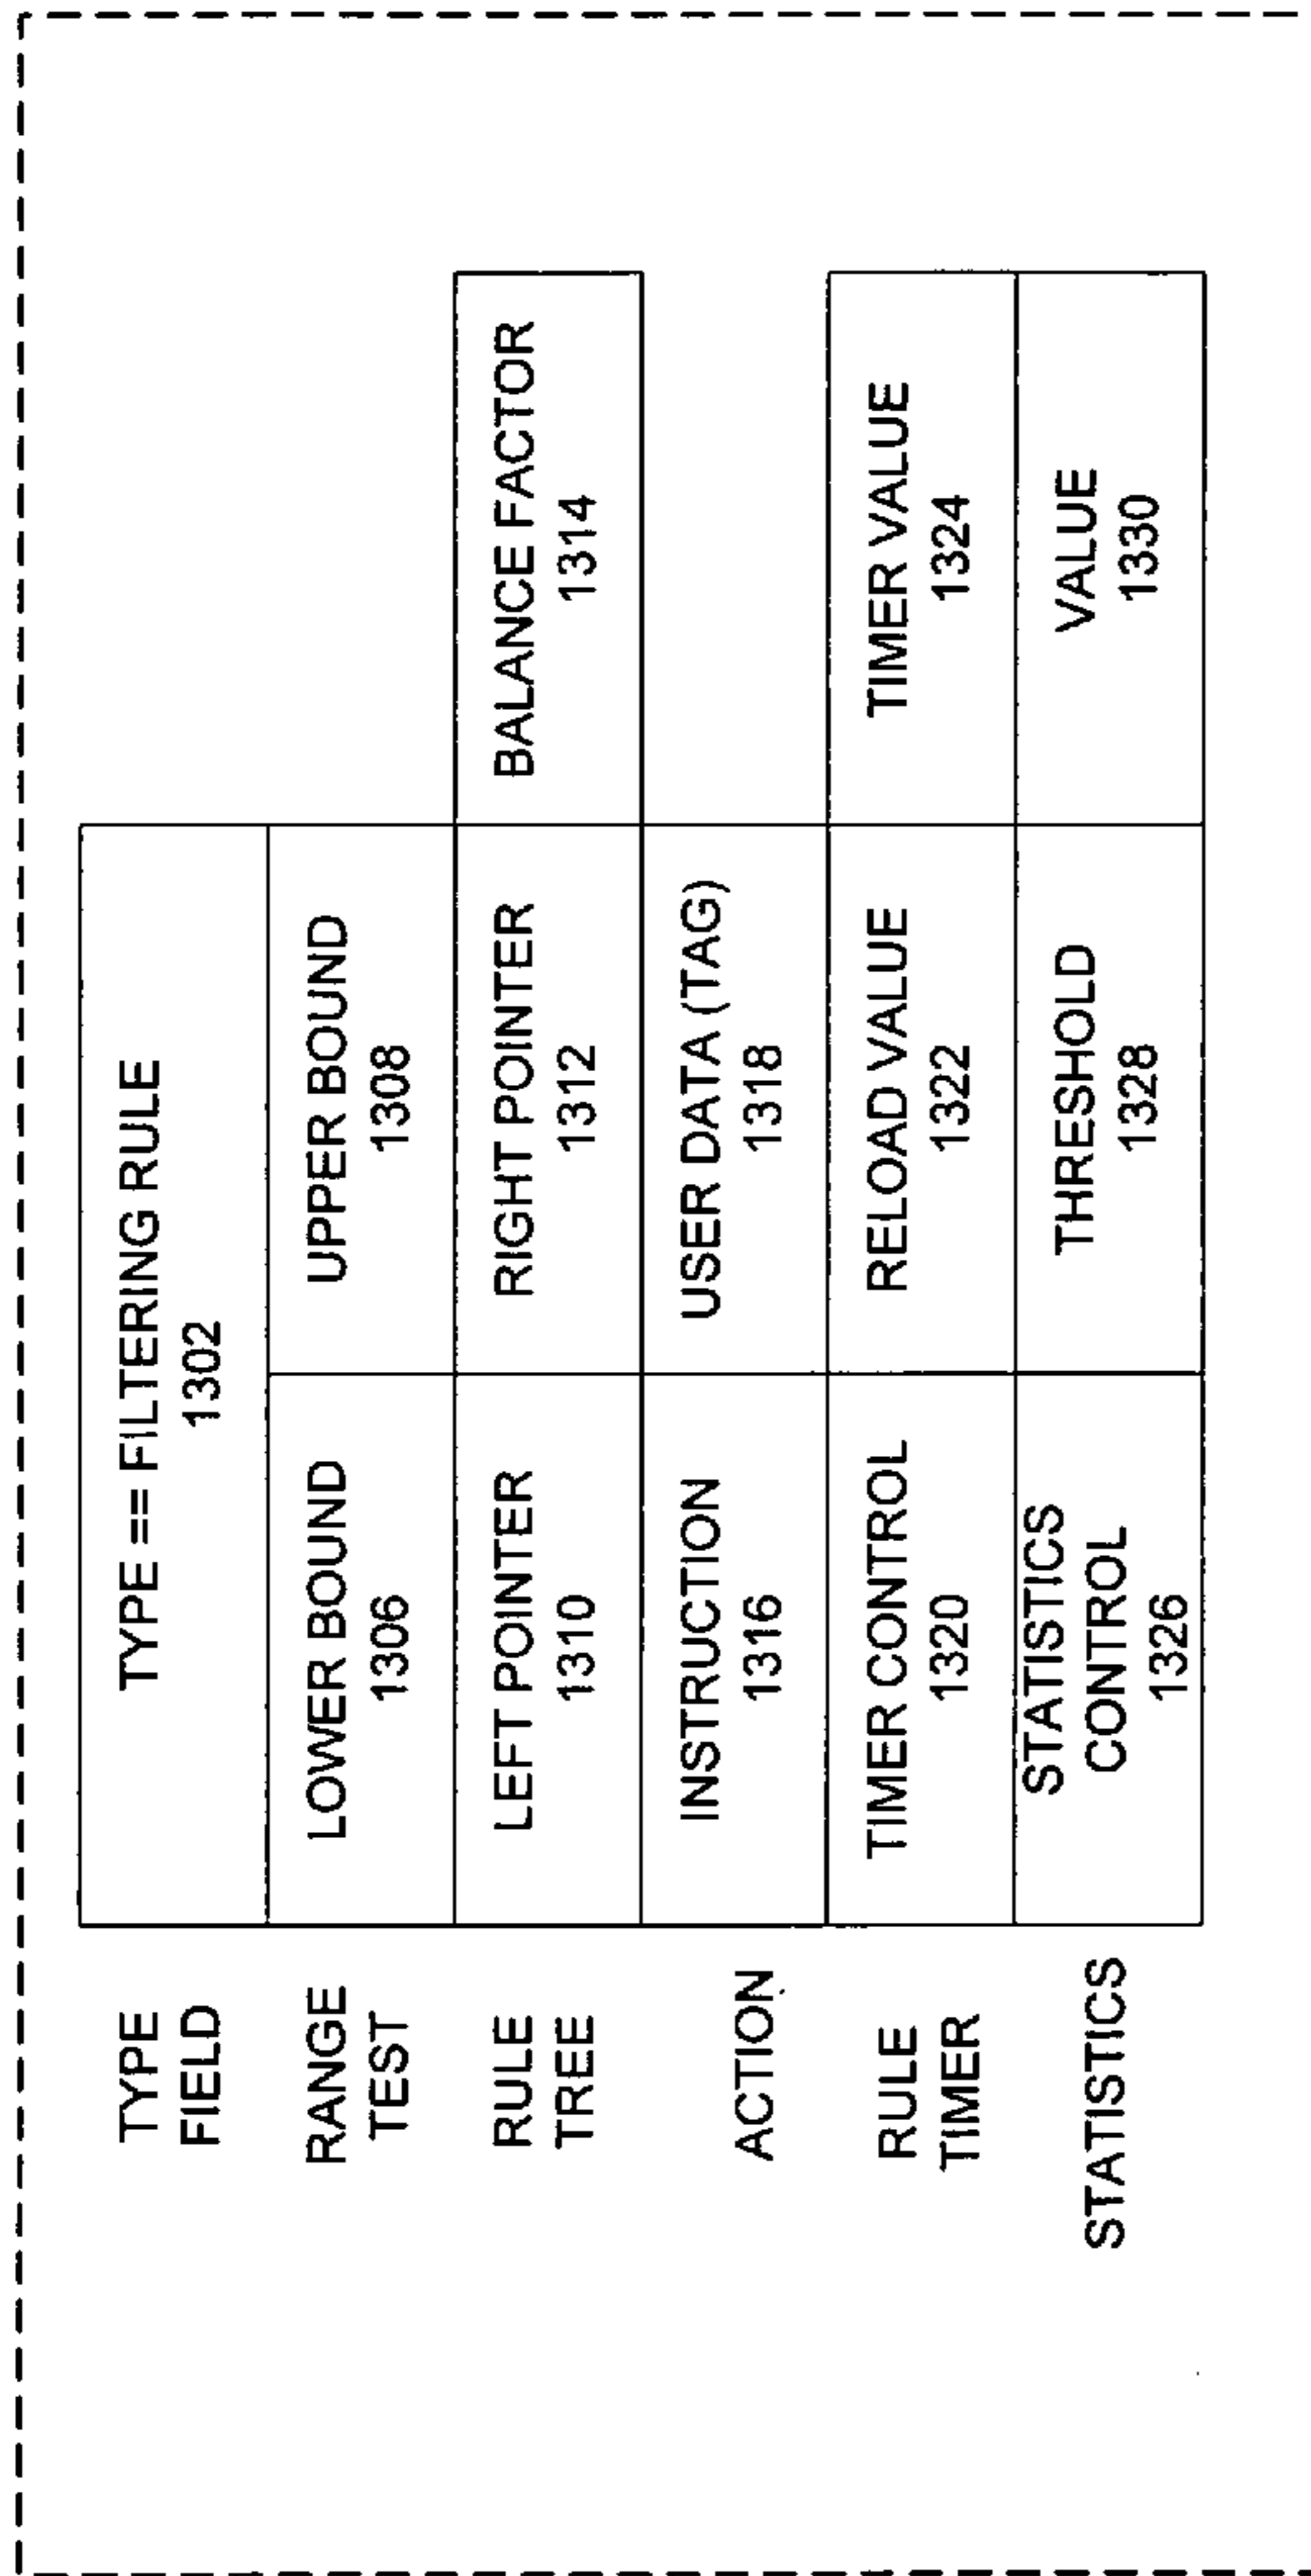 TYPE
FIELD
TYPE == FILTERING RULE
1302
RANGE
TEST
LOWER BOUND
1306
UPPER BOUND
1308
RULE
TREE
LEFT POINTER
1310
RIGHT POINTER
1312
BALANCE FACTOR
1314
ACTION
INSTRUCTION
1316
USER DATA (TAG)
1318
RULE
TIMER
TIMER CONTROL
1320
RELOAD VALUE
1322
TIMER VALUE
1324
STATISTICS
STATISTICS
CONTROL
1326
THRESHOLD
1328
VALUE
1330